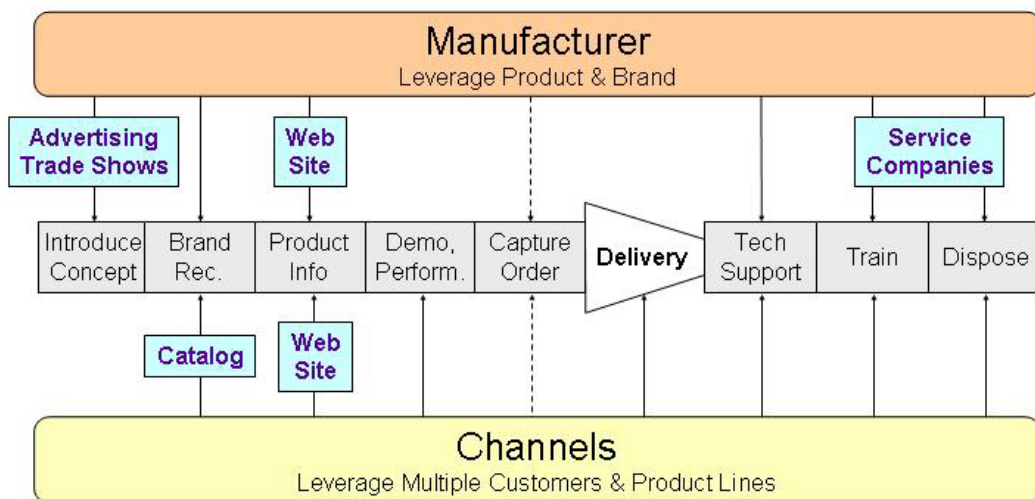 Manufacturer
Leverage Product & Brand
Advertising
Trade Shows
Web
Site
Service
Companies
Introduce
Concept
Brand
Rec.
Product
Info
Demo,
Perform.
Capture
Order
Delivery
Tech
Support
Train
Dispose
Catalog
Web
Site
Channels
Leverage Multiple Customers & Product Lines